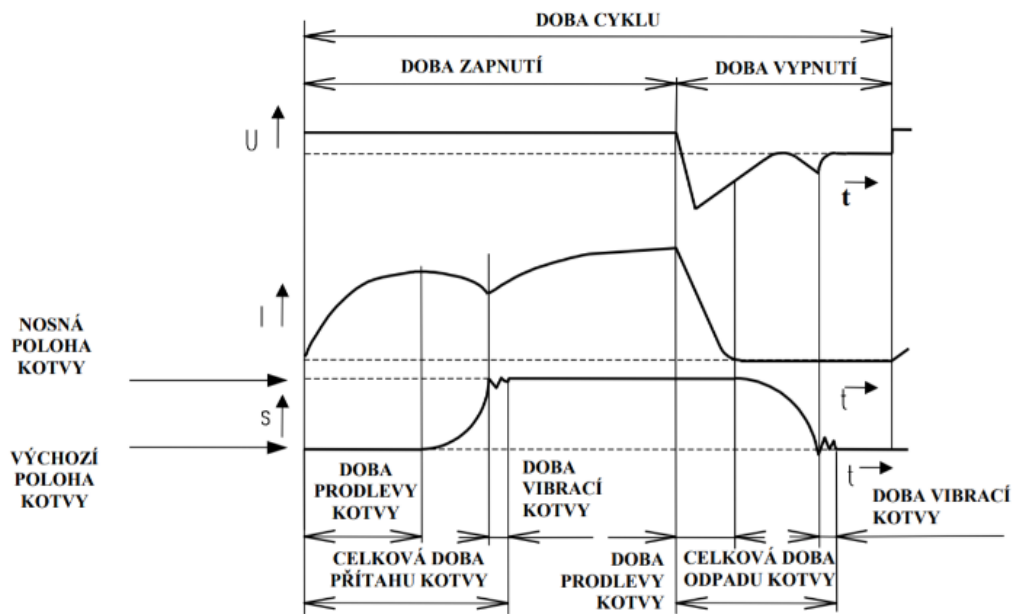 DOBA CYKLU
DOBA ZAPNUTÍ
DOBA VYPNUTÍ
U
t
I
NOSNÁ
POLOHA
KOTVY
t
S
VÝCHOZÍ
POLOHA
KOTVY
t
DOBA
PRODLEVY
KOTVY
DOBA
VIBRACÍ
KOTVY
DOBA VIBRACÍ
KOTVY
CELKOVÁ DOBA
PŘÍTAHU KOTVY
DOBA
PRODLEVY
KOTVY
CELKOVÁ DOBA
ODPADU KOTVY